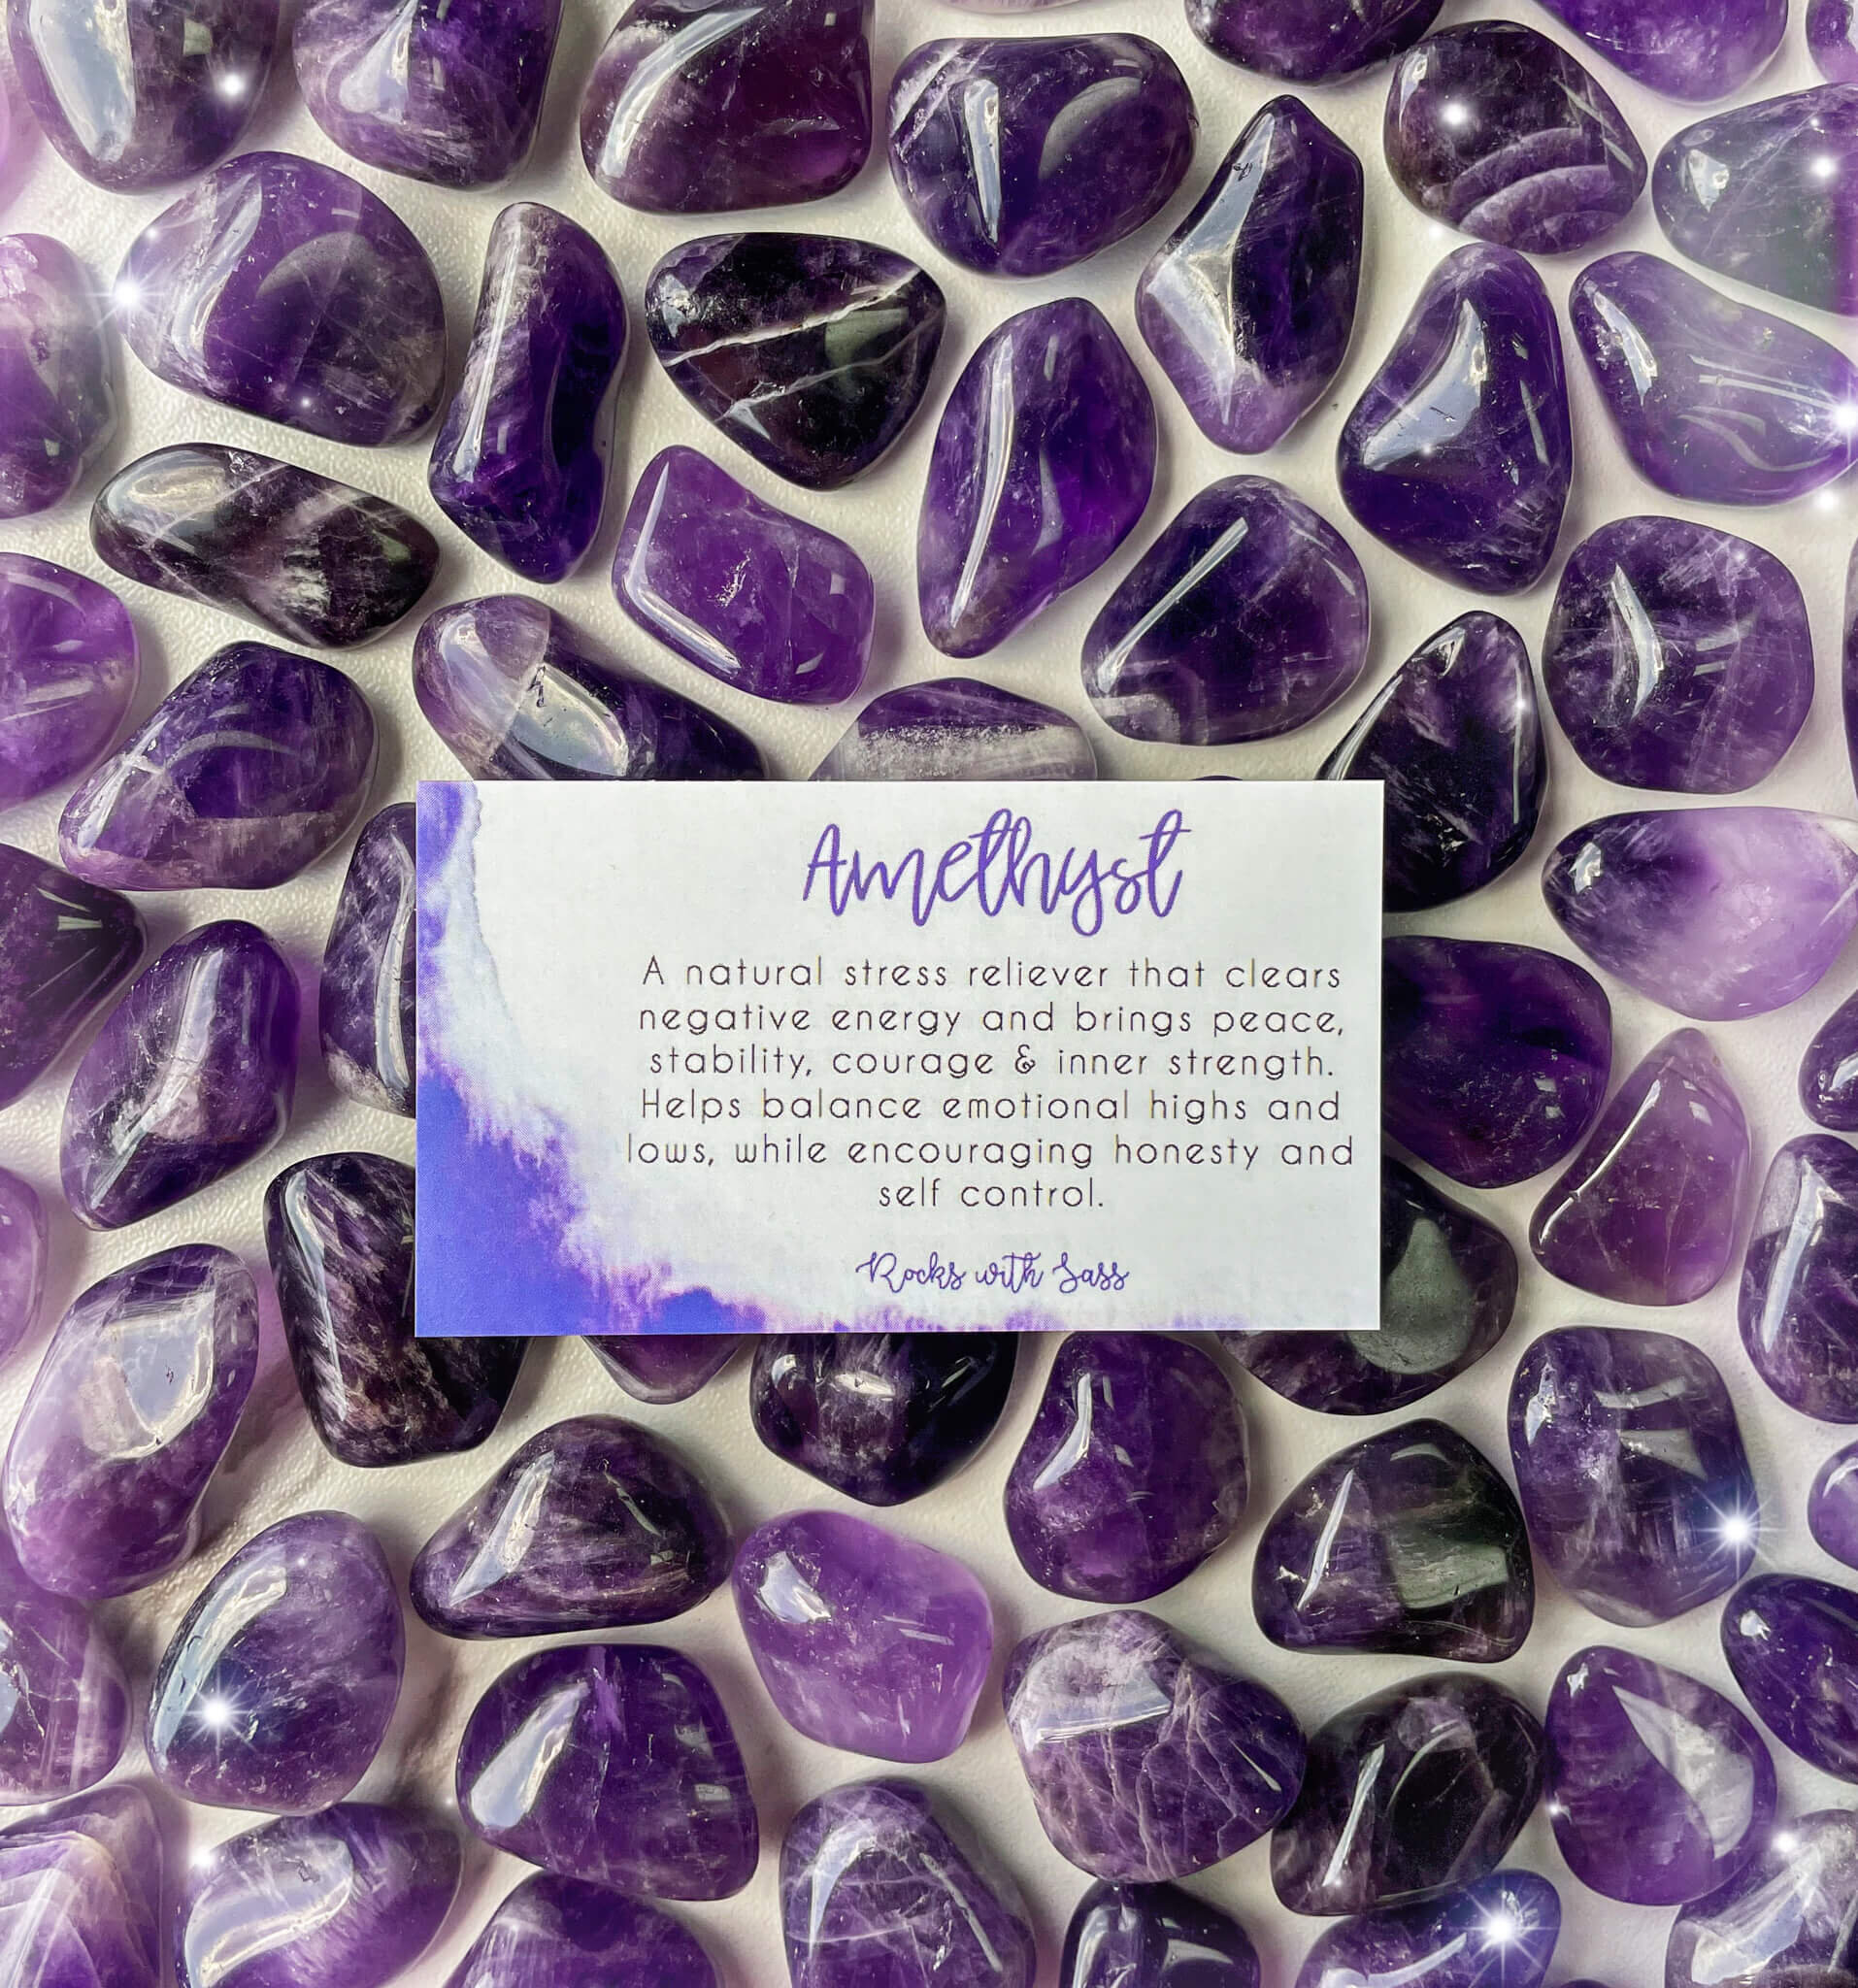 Amethyst
A natural stress reliever that clears
negative energy and brings peace,
stability, courage & inner strength.
Helps balance emotional highs and
lows, while encouraging honesty and
self control.
Rocks with Sass